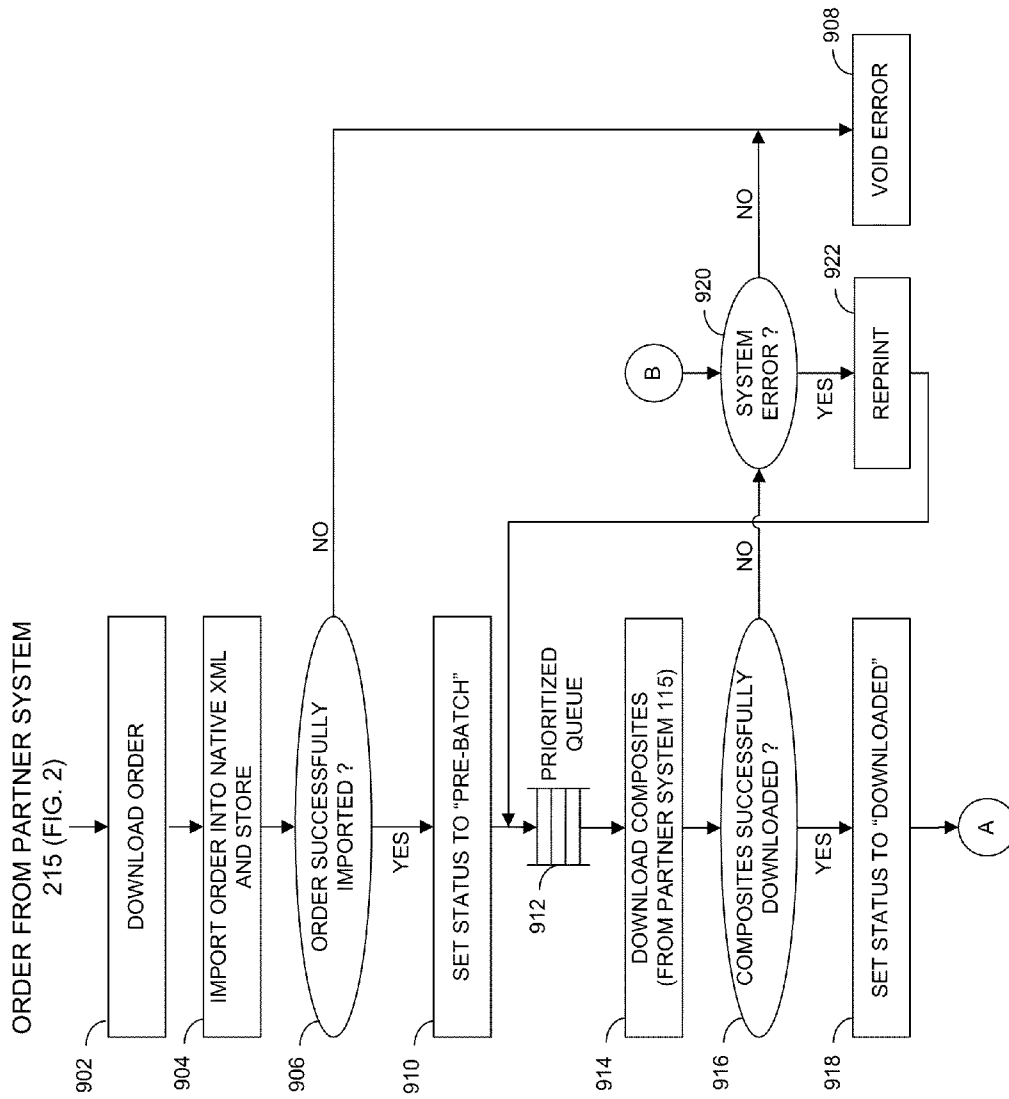 ORDER FROM PARTNER SYSTEM
215 (FIG. 2)
902
DOWNLOAD ORDER
904
IMPORT ORDER INTO NATIVE XML
AND STORE
906
ORDER SUCCESSFULLY
IMPORTED ?
NO
YES
910
SET STATUS TO "PRE-BATCH"
912
PRIORITIZED
QUEUE
914
DOWNLOAD COMPOSITES
(FROM PARTNER SYSTEM 115)
916
COMPOSITES SUCCESSFULLY
DOWNLOADED ?
NO
YES
918
SET STATUS TO "DOWNLOADED"
A
B
920
SYSTEM
ERROR ?
NO
YES
922
REPRINT
908
VOID ERROR